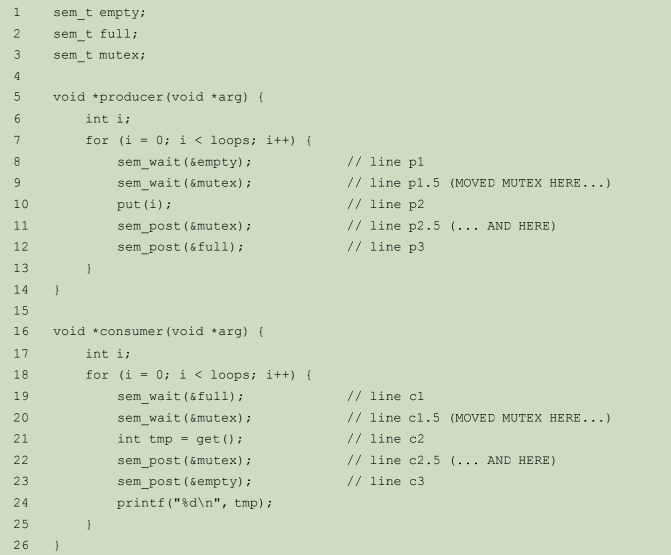 1 sem_t empty;
2 sem_t full;
3 sem_t mutex;
4
5 void *producer(void *arg) {
6 int i;
7 for (i = 0; i < loops; i++) {
8 sem_wait(&empty); // line p1
9 sem_wait(&mutex); // line p1.5 (MOVED MUTEX HERE...)
10 put(i); // line p2
11 sem_post(&mutex); // line p2.5 (... AND HERE)
12 sem_post(&full); // line p3
13 }
14 }
15
16 void *consumer(void *arg) {
17 int i;
18 for (i = 0; i < loops; i++) {
19 sem_wait(&full); // line c1
20 sem_wait(&mutex); // line c1.5 (MOVED MUTEX HERE...)
21 int tmp = get(); // line c2
22 sem_post(&mutex); // line c2.5 (... AND HERE)
23 sem_post(&empty); // line c3
24 printf("%d\n", tmp);
25 }
26 }